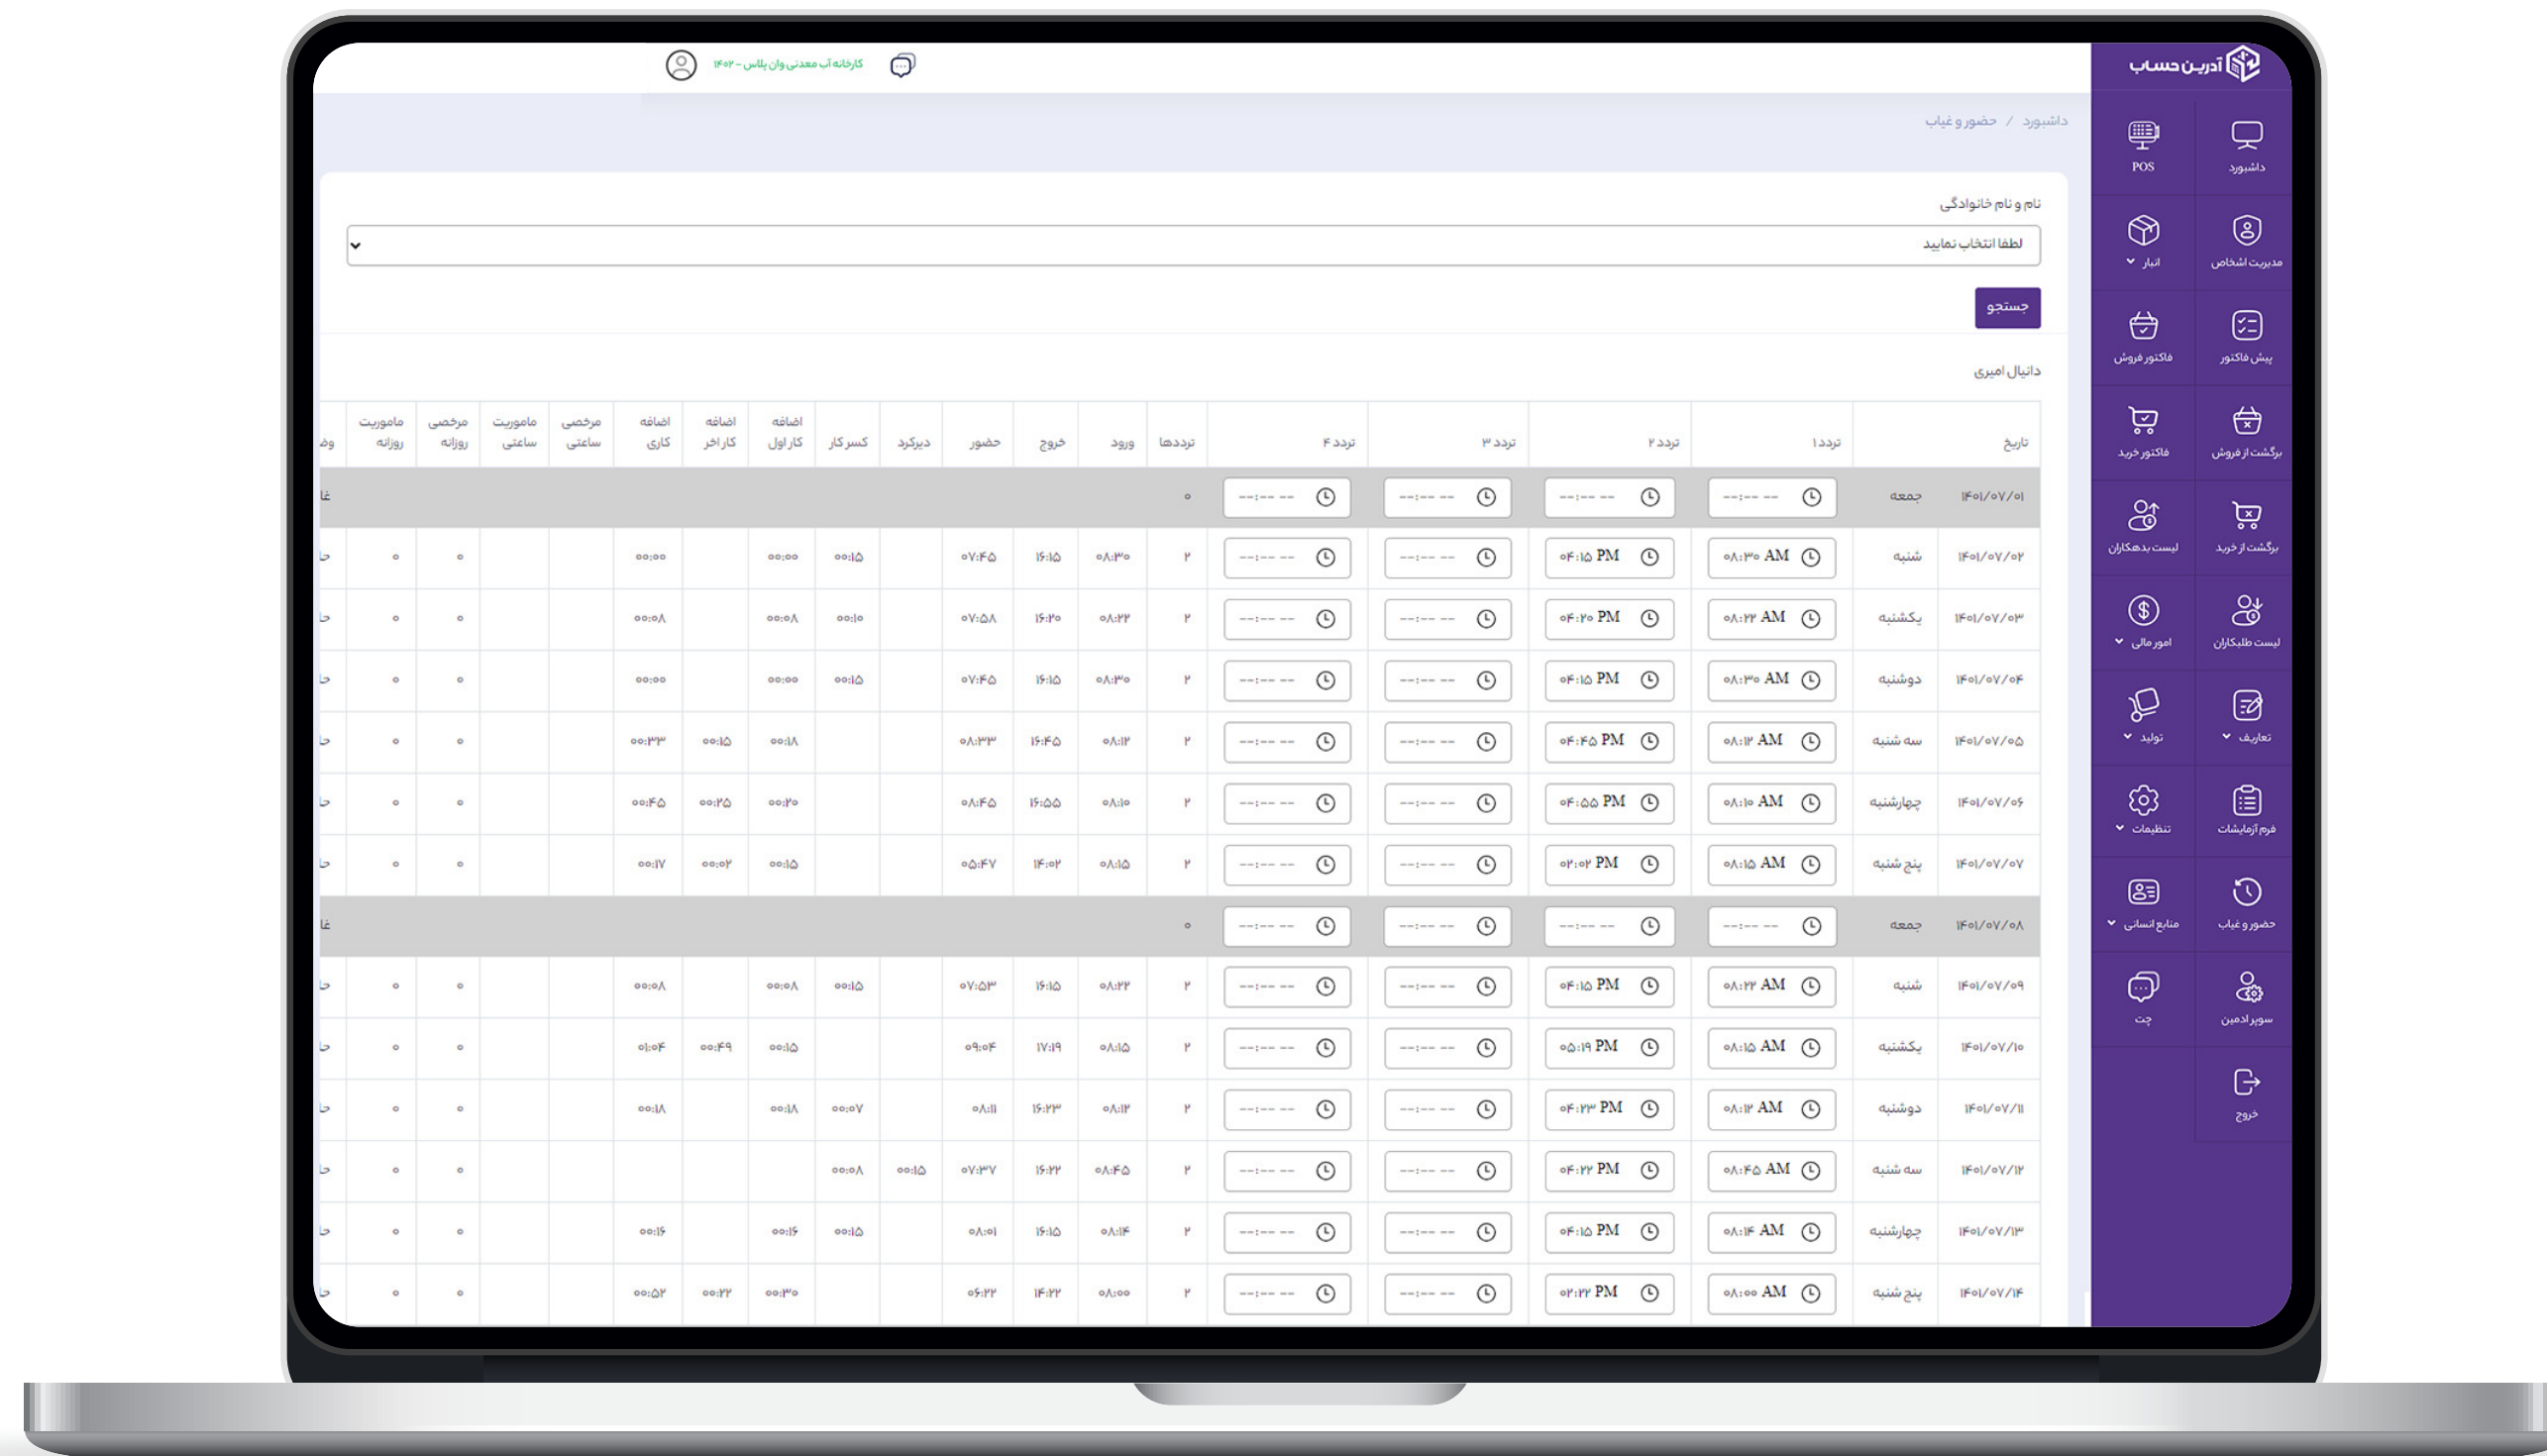 آدرین حساب
کارخانه آب معدنی وان پلاس - ۱۴۰۲
داشبورد / حضور و غیاب
نام و نام خانوادگی
لطفا انتخاب نمایید
جستجو
دانیال امیری
تاریخ تردد ۱ تردد ۲ تردد ۳ تردد ۴ ترددها ورود خروج حضور دیرکرد کسر کار اضافه کار اول اضافه کار اخر اضافه کاری مرخصی ساعتی ماموریت ساعتی مرخصی روزانه ماموریت روزانه
۱۴۰۱/۰۷/۰۱ جمعه --:-- -- --:-- -- --:-- -- --:-- -- ۰
۱۴۰۱/۰۷/۰۲ شنبه ۰۸:۳۰ AM ۰۴:۱۵ PM --:-- -- --:-- -- ۲ ۰۸:۳۰ ۱۶:۱۵ ۰۷:۴۵ ۰۰:۱۵ ۰۰:۰۰ ۰۰:۰۰ ۰ ۰
۱۴۰۱/۰۷/۰۳ یکشنبه ۰۸:۲۲ AM ۰۴:۲۰ PM --:-- -- --:-- -- ۲ ۰۸:۲۲ ۱۶:۲۰ ۰۷:۵۸ ۰۰:۱۰ ۰۰:۰۸ ۰۰:۰۸ ۰ ۰
۱۴۰۱/۰۷/۰۴ دوشنبه ۰۸:۳۰ AM ۰۴:۱۵ PM --:-- -- --:-- -- ۲ ۰۸:۳۰ ۱۶:۱۵ ۰۷:۴۵ ۰۰:۱۵ ۰۰:۰۰ ۰۰:۰۰ ۰ ۰
۱۴۰۱/۰۷/۰۵ سه شنبه ۰۸:۱۲ AM ۰۴:۴۵ PM --:-- -- --:-- -- ۲ ۰۸:۱۲ ۱۶:۴۵ ۰۸:۳۳ ۰۰:۱۸ ۰۰:۱۵ ۰۰:۳۳ ۰ ۰
۱۴۰۱/۰۷/۰۶ چهارشنبه ۰۸:۱۰ AM ۰۴:۵۵ PM --:-- -- --:-- -- ۲ ۰۸:۱۰ ۱۶:۵۵ ۰۸:۴۵ ۰۰:۲۰ ۰۰:۲۵ ۰۰:۴۵ ۰ ۰
۱۴۰۱/۰۷/۰۷ پنج شنبه ۰۸:۱۵ AM ۰۲:۰۲ PM --:-- -- --:-- -- ۲ ۰۸:۱۵ ۱۴:۰۲ ۰۵:۴۷ ۰۰:۱۵ ۰۰:۰۲ ۰۰:۱۷ ۰ ۰
۱۴۰۱/۰۷/۰۸ جمعه --:-- -- --:-- -- --:-- -- --:-- -- ۰
۱۴۰۱/۰۷/۰۹ شنبه ۰۸:۲۲ AM ۰۴:۱۵ PM --:-- -- --:-- -- ۲ ۰۸:۲۲ ۱۶:۱۵ ۰۷:۵۳ ۰۰:۱۵ ۰۰:۰۸ ۰۰:۰۸ ۰ ۰
۱۴۰۱/۰۷/۱۰ یکشنبه ۰۸:۱۵ AM ۰۵:۱۹ PM --:-- -- --:-- -- ۲ ۰۸:۱۵ ۱۷:۱۹ ۰۹:۰۴ ۰۰:۱۵ ۰۰:۴۹ ۰۱:۰۴ ۰ ۰
۱۴۰۱/۰۷/۱۱ دوشنبه ۰۸:۱۲ AM ۰۴:۲۳ PM --:-- -- --:-- -- ۲ ۰۸:۱۲ ۱۶:۲۳ ۰۸:۱۱ ۰۰:۰۷ ۰۰:۱۸ ۰۰:۱۸ ۰ ۰
۱۴۰۱/۰۷/۱۲ سه شنبه ۰۸:۴۵ AM ۰۴:۲۲ PM --:-- -- --:-- -- ۲ ۰۸:۴۵ ۱۶:۲۲ ۰۷:۳۷ ۰۰:۱۵ ۰۰:۰۸ ۰ ۰
۱۴۰۱/۰۷/۱۳ چهارشنبه ۰۸:۱۴ AM ۰۴:۱۵ PM --:-- -- --:-- -- ۲ ۰۸:۱۴ ۱۶:۱۵ ۰۸:۰۱ ۰۰:۱۵ ۰۰:۱۶ ۰۰:۱۶ ۰ ۰
۱۴۰۱/۰۷/۱۴ پنج شنبه ۰۸:۰۰ AM ۰۲:۲۲ PM --:-- -- --:-- -- ۲ ۰۸:۰۰ ۱۴:۲۲ ۰۶:۲۲ ۰۰:۳۰ ۰۰:۲۲ ۰۰:۵۲ ۰ ۰
داشبورد POS
مدیریت اشخاص انبار
پیش فاکتور فاکتور فروش
برگشت از فروش فاکتور خرید
برگشت از خرید لیست بدهکاران
لیست طلبکاران امور مالی
تعاریف تولید
فرم آزمایشات تنظیمات
حضور و غیاب منابع انسانی
سوپر ادمین چت
خروج